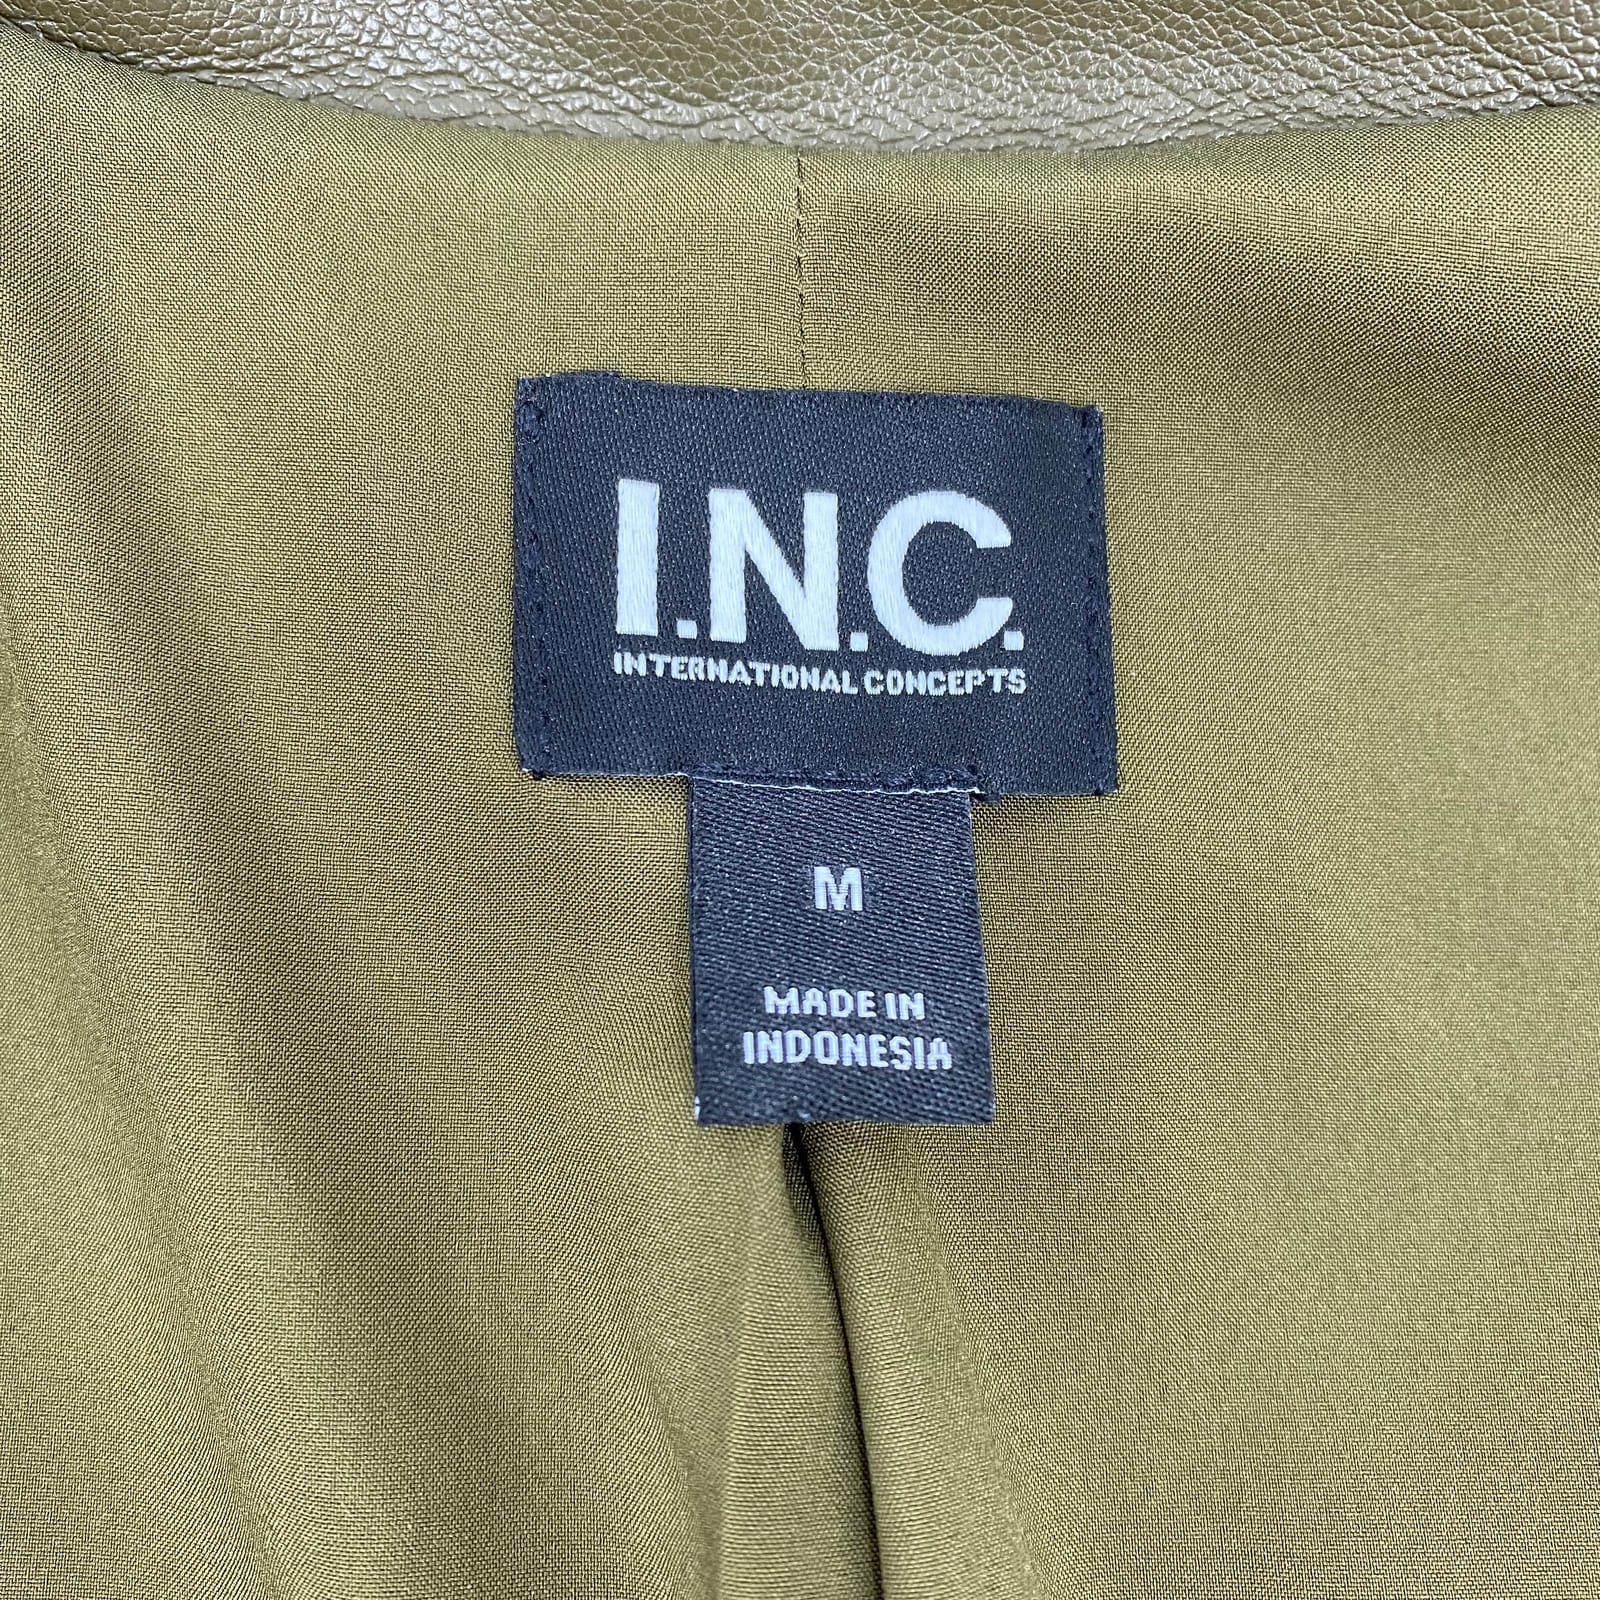 I.N.C.
INTERNATIONAL CONCEPTS
M
MADE IN
INDONESIA